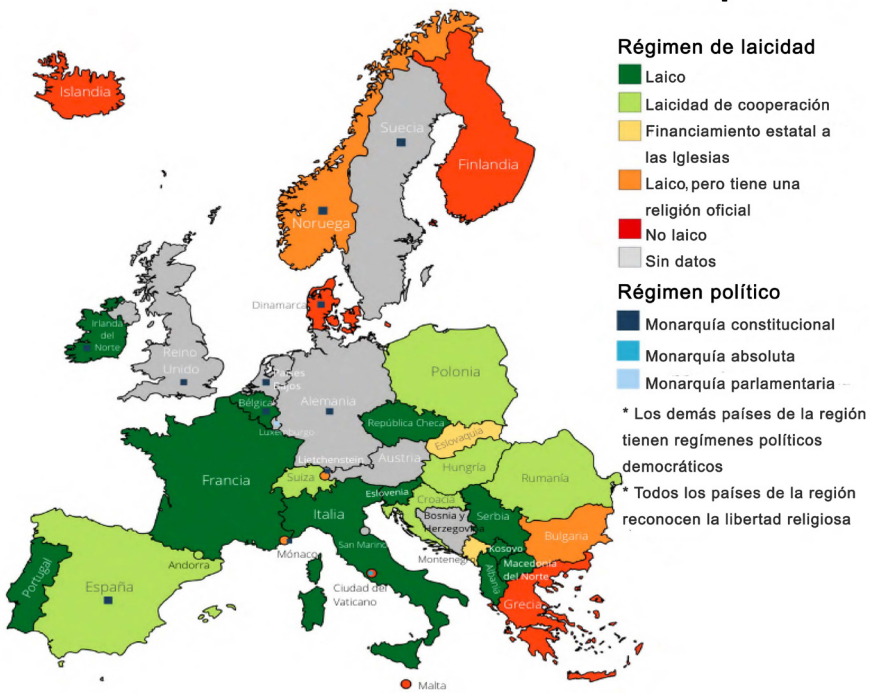 Régimen de laicidad
Laico
Laicidad de cooperación
Financiamiento estatal a
las Iglesias
Laico, pero tiene una
religión oficial
No laico
Sin datos
Régimen político
Monarquía constitucional
Monarquía absoluta
Monarquía parlamentaria
* Los demás países de la región
tienen regímenes políticos
democráticos
* Todos los países de la región
reconocen la libertad religiosa
Islandia
Suecia
Finlandia
Noruega
Dinamarca
Irlanda
del
Norte
Reino
Unido
Países
Bajos
Polonia
Bélgica
Alemania
Luxemburgo
República Checa
Eslovaquia
Lietchenstein
Austria
Francia
Suiza
Hungría
Rumanía
Eslovenia
Croacia
Italia
Bosnia y
Herzegovina
Serbia
San Marino
Bulgaria
Mónaco
Montenegro
Kosovo
Andorra
Macedonia
del Norte
Albania
Ciudad del
Vaticano
Portugal
España
Grecia
Malta